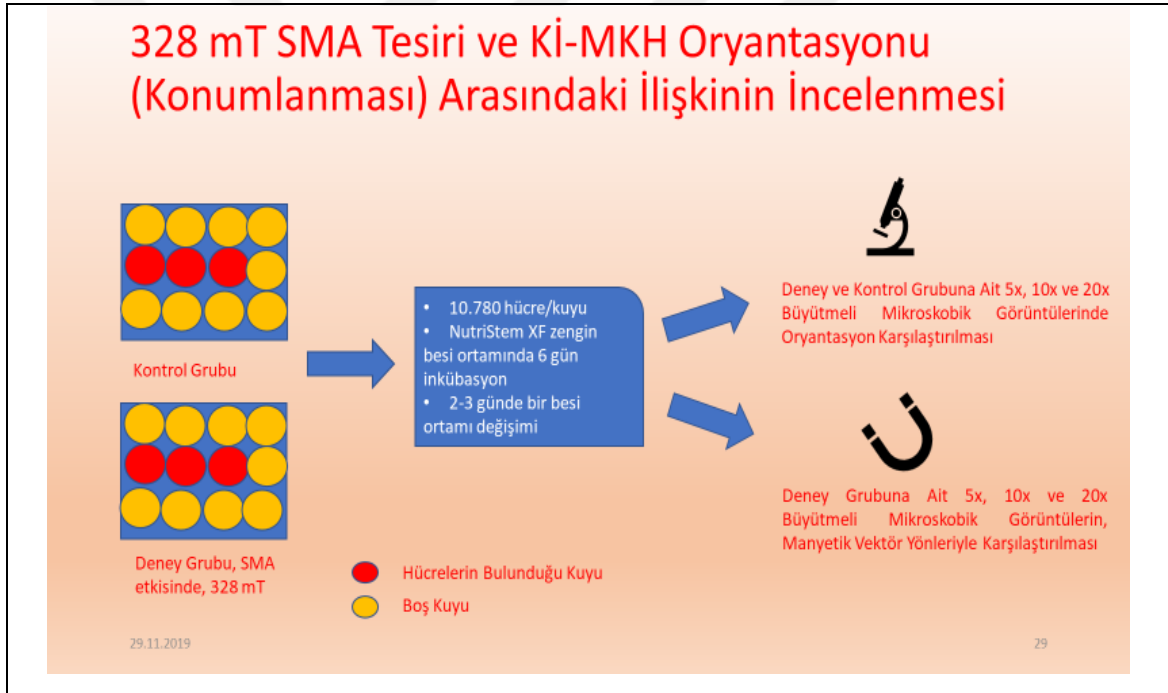 328 mT SMA Tesiri ve Kİ-MKH Oryantasyonu
(Konumlanması) Arasındaki İlişkinin İncelenmesi
Kontrol Grubu
Deney Grubu, SMA
etkisinde, 328 mT
• 10.780 hücre/kuyu
• NutriStem XF zengin
besi ortamında 6 gün
inkübasyon
• 2-3 günde bir besi
ortamı değişimi
Deney ve Kontrol Grubuna Ait 5x, 10x ve 20x
Büyütmeli Mikroskobik Görüntülerinde
Oryantasyon Karşılaştırılması
Deney Grubuna Ait 5x, 10x ve 20x
Büyütmeli Mikroskobik Görüntülerin,
Manyetik Vektör Yönleriyle Karşılaştırılması
Hücrelerin Bulunduğu Kuyu
Boş Kuyu
29.11.2019
29